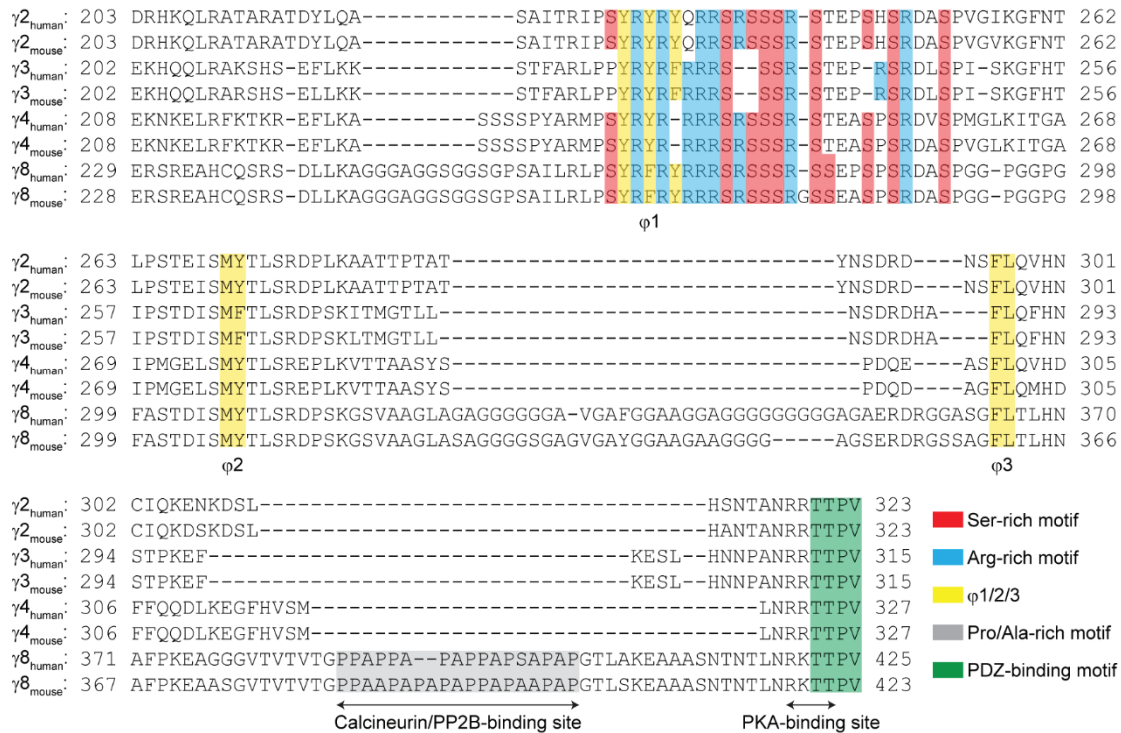 γ2human: 203 DRHKQLRATARATDYLQA------------SAITRIPSYRYRYQRRSRSSSR-STEPSHSRDASPVGIKGFNT 262
γ2mouse: 203 DRHKQLRATARATDYLQA------------SAITRIPSYRYRYQRRSRSSSR-STEPSHSRDASPVGVKGFNT 262
γ3human: 202 EKHQQLRAKSHS-EFLKK------------STFARLPPYRYRFRRRS--SSR-STEP-RSRDLSPI-SKGFHT 256
γ3mouse: 202 EKHQQLRARSHS-ELLKK------------STFARLPPYRYRFRRRS--SSR-STEP-RSRDLSPI-SKGFHT 256
γ4human: 208 EKNKELRFKTKR-EFLKA---------SSSSPYARMPSYRYR-RRRSRSSSR-STEASPSRDVSPMGLKITGA 268
γ4mouse: 208 EKNKELRFKTKR-EFLKA---------SSSSPYARMPSYRYR-RRRSRSSSR-STEASPSRDASPVGLKITGA 268
γ8human: 229 ERSREAHCQSRS-DLLKAGGGAGGSGGSGPSAILRLPSYRFRYRRRSRSSSR-SSEPSPSRDASPGG-PGGPG 298
γ8mouse: 228 ERSREAHCQSRS-DLLKAGGGAGGSGGSGPSAILRLPSYRFRYRRRSRSSSRGSSEASPSRDASPGG-PGGPG 298
φ1
γ2human: 263 LPSTEISMYTLSRDPLKAATTPTAT------------------------------YNSDRD----NSFLQVHN 301
γ2mouse: 263 LPSTEISMYTLSRDPLKAATTPTAT------------------------------YNSDRD----NSFLQVHN 301
γ3human: 257 IPSTDISMFTLSRDPSKITMGTLL--------------------------------NSDRDHA----FLQFHN 293
γ3mouse: 257 IPSTDISMFTLSRDPSKLTMGTLL--------------------------------NSDRDHA----FLQFHN 293
γ4human: 269 IPMGELSMYTLSREPLKVTTAASYS--------------------------------PDQE----ASFLQVHD 305
γ4mouse: 269 IPMGELSMYTLSREPLKVTTAASYS--------------------------------PDQD----AGFLQMHD 305
γ8human: 299 FASTDISMYTLSRDPSKGSVAAGLAGAGGGGGGA-VGAFGGAAGGAGGGGGGGGGAGAERDRGGASGFLTLHN 370
γ8mouse: 299 FASTDISMYTLSRDPSKGSVAAGLASAGGGGSGAGVGAYGGAAGAAGGGG-----AGSERDRGSSAGFLTLHN 366
φ2 φ3
γ2human: 302 CIQKENKDSL-----------------------------------HSNTANRRTTPV 323
γ2mouse: 302 CIQKDSKDSL-----------------------------------HANTANRRTTPV 323
γ3human: 294 STPKEF---------------------------------KESL--HNNPANRRTTPV 315
γ3mouse: 294 STPKEF---------------------------------KESL--HNNPANRRTTPV 315
γ4human: 306 FFQQDLKEGFHVSM-----------------------------------LNRRTTPV 327
γ4mouse: 306 FFQQDLKEGFHVSM-----------------------------------LNRRTTPV 327
γ8human: 371 AFPKEAGGGVTVTVTGPPAPPA--PAPPAPSAPAPGTLAKEAAASNTNTLNRKTTPV 425
γ8mouse: 367 AFPKEAASGVTVTVTGPPAAPAPAPAPPAPAAPAPGTLSKEAAASNTNTLNRKTTPV 423
Calcineurin/PP2B-binding site PKA-binding site
Ser-rich motif
Arg-rich motif
φ1/2/3
Pro/Ala-rich motif
PDZ-binding motif